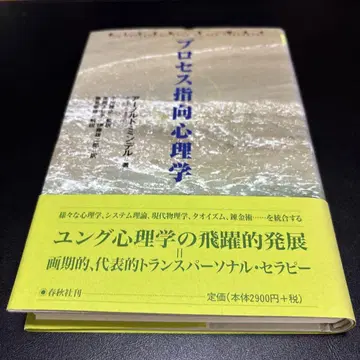 プロセス指向心理学
アーノルド・ミンデル 著
様々な心理学、システム理論、現代物理学、タオイズム、錬金術……を統合する
ユング心理学の飛躍的発展
＝
画期的、代表的トランスパーソナル・セラピー
春秋社刊
定価(本体2900円+税)